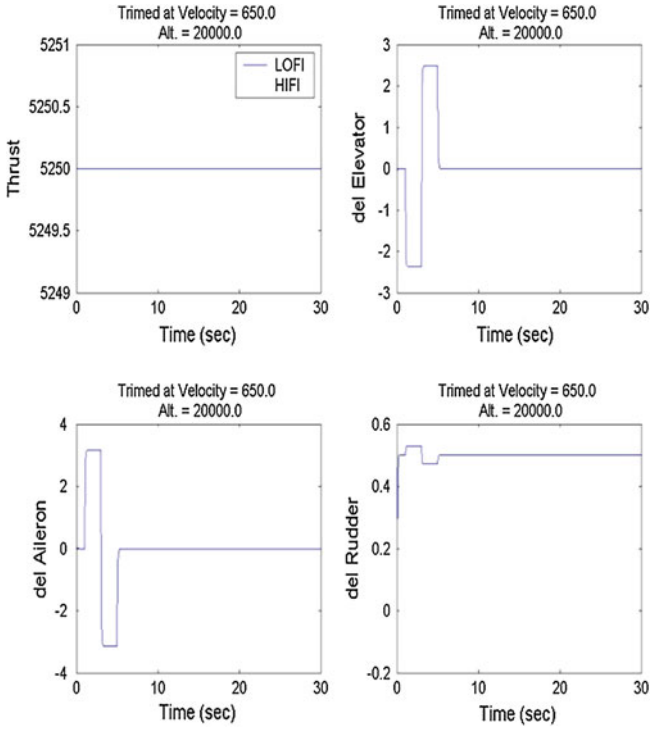 Trimed at Velocity = 650.0
Alt. = 20000.0
5251
5250.5
5250
5249.5
5249
Thrust
LOFI
HIFI
0
10
20
30
Time (sec)
Trimed at Velocity = 650.0
Alt. = 20000.0
3
2
1
0
-1
-2
-3
del Elevator
0
10
20
30
Time (sec)
Trimed at Velocity = 650.0
Alt. = 20000.0
4
2
0
-2
-4
del Aileron
0
10
20
30
Time (sec)
Trimed at Velocity = 650.0
Alt. = 20000.0
0.6
0.4
0.2
0
-0.2
del Rudder
0
10
20
30
Time (sec)